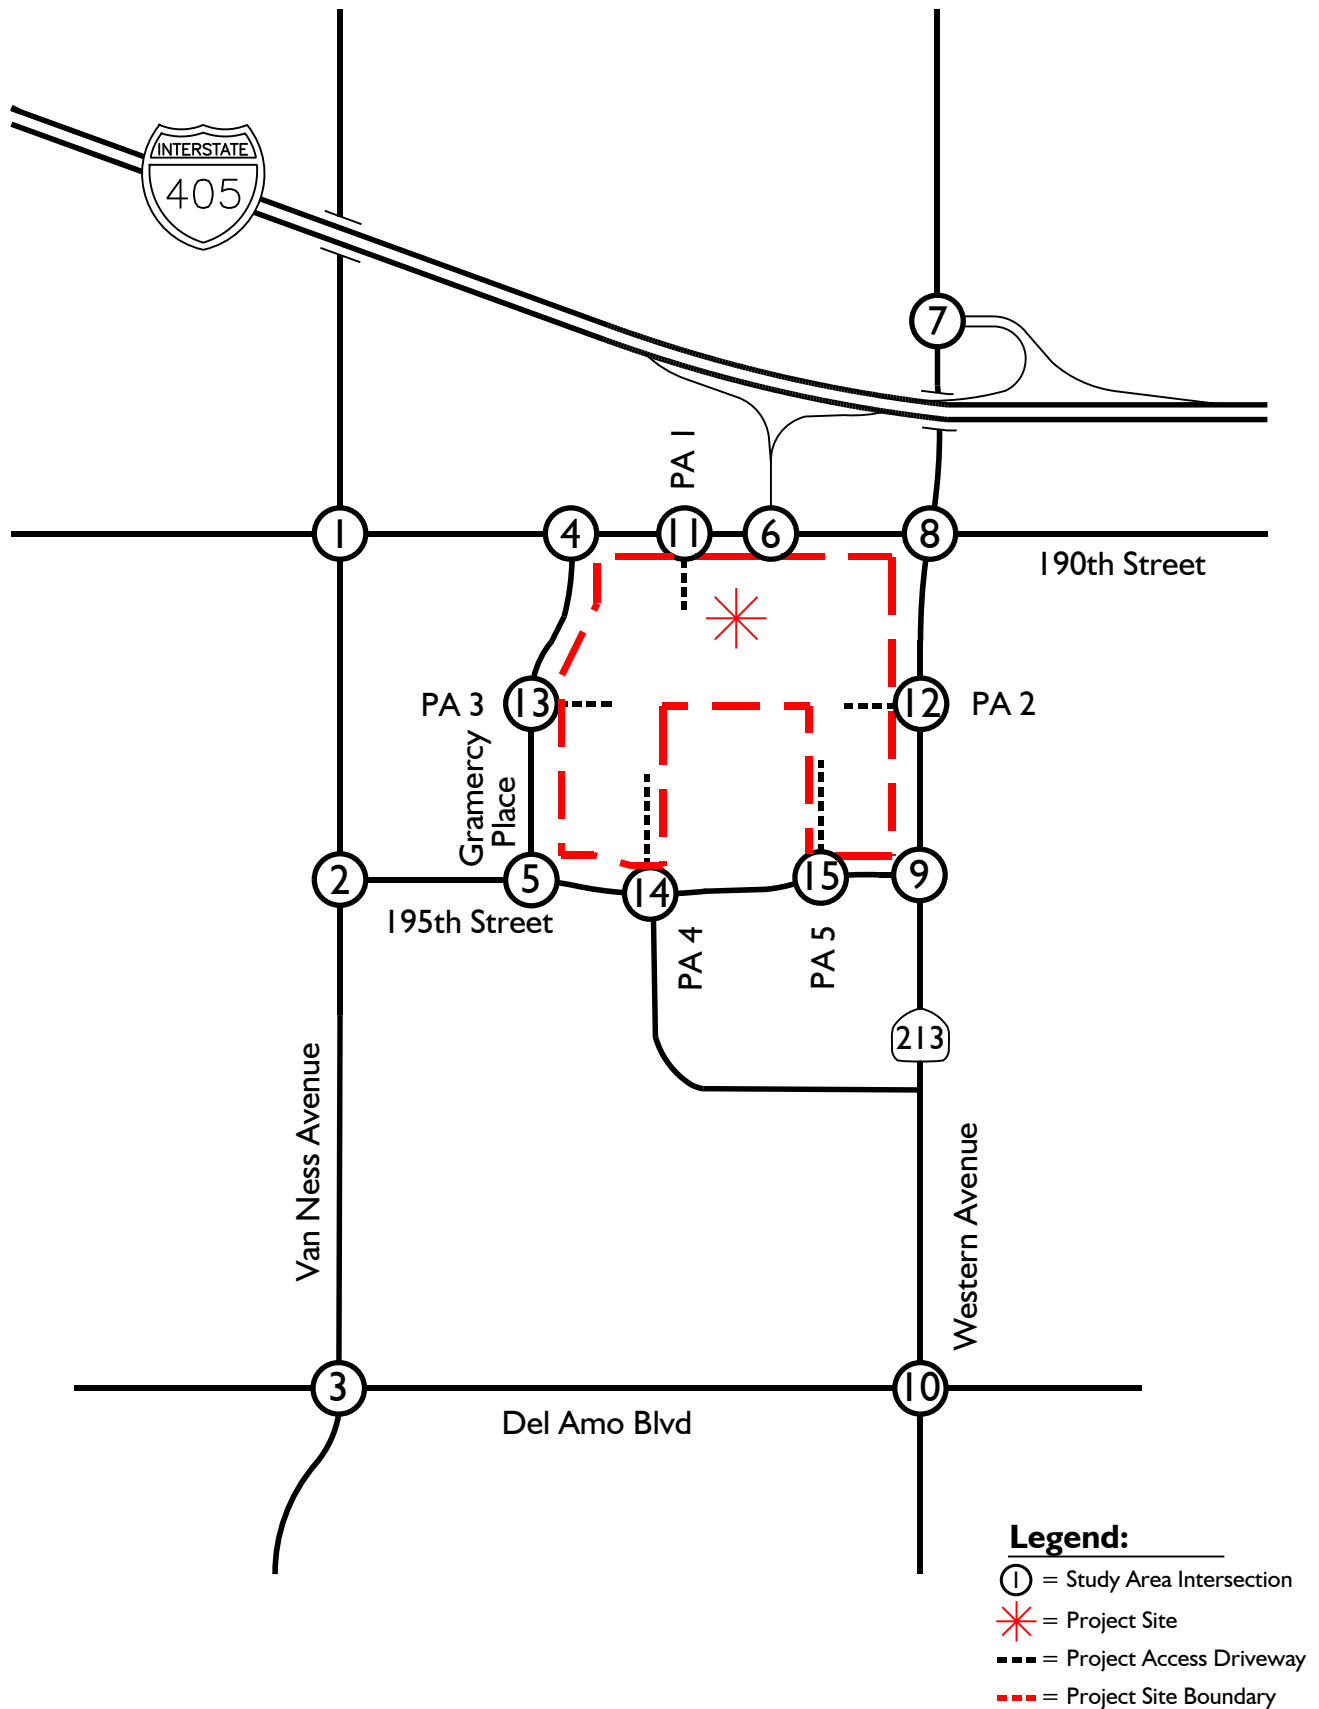 INTERSTATE
405
7
PA 1
1
4
11
6
8
190th Street
PA 3
13
12
PA 2
Gramercy
Place
2
5
14
15
9
195th Street
PA 4
PA 5
213
Van Ness Avenue
Western Avenue
3
10
Del Amo Blvd
Legend:
1 = Study Area Intersection
= Project Site
= Project Access Driveway
= Project Site Boundary